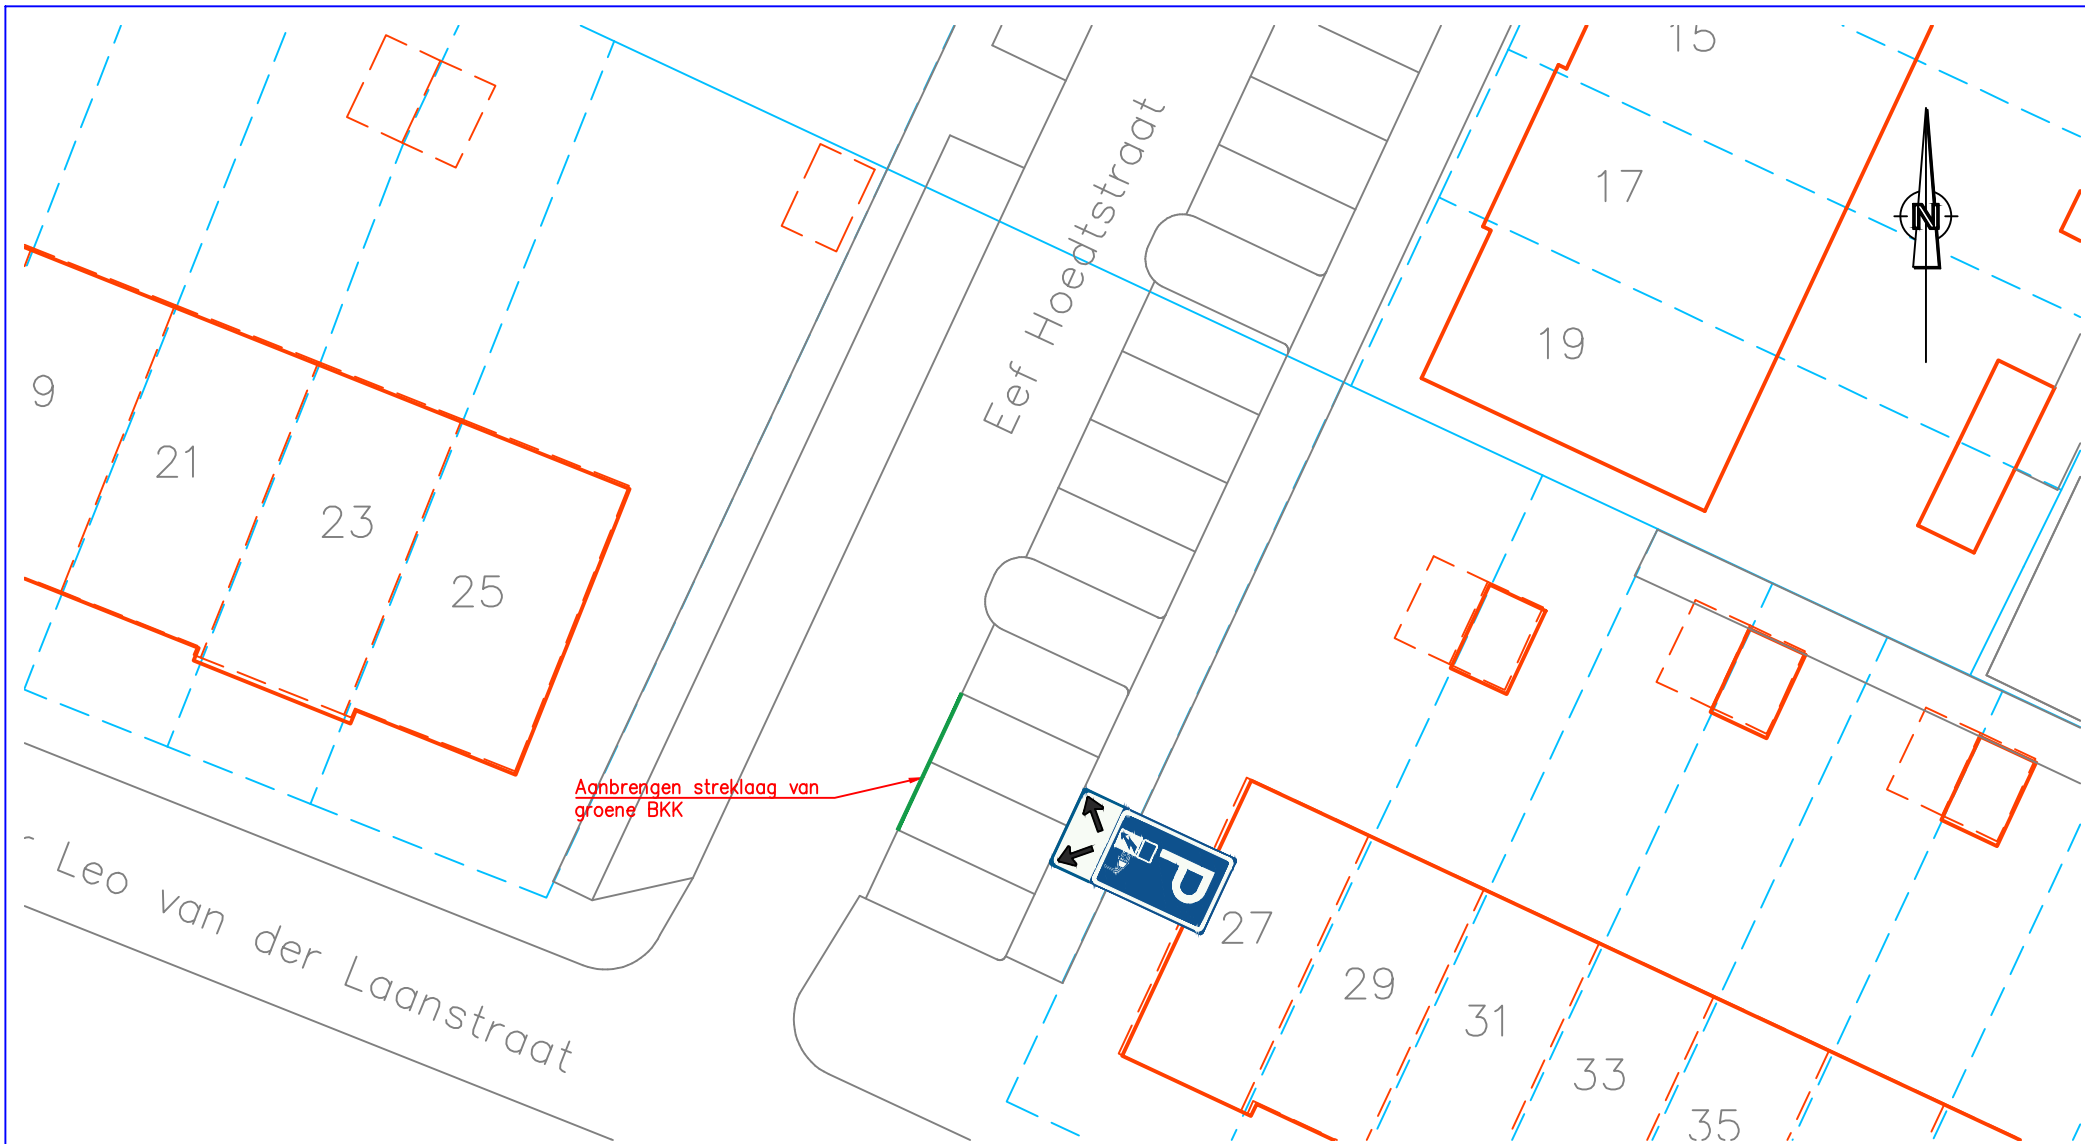 15
17
19
Eef Hoedtstraat
N
9
21
23
25
Aanbrengen streklaag van
groene BKK
P
27
29
31
33
35
Leo van der Laanstraat